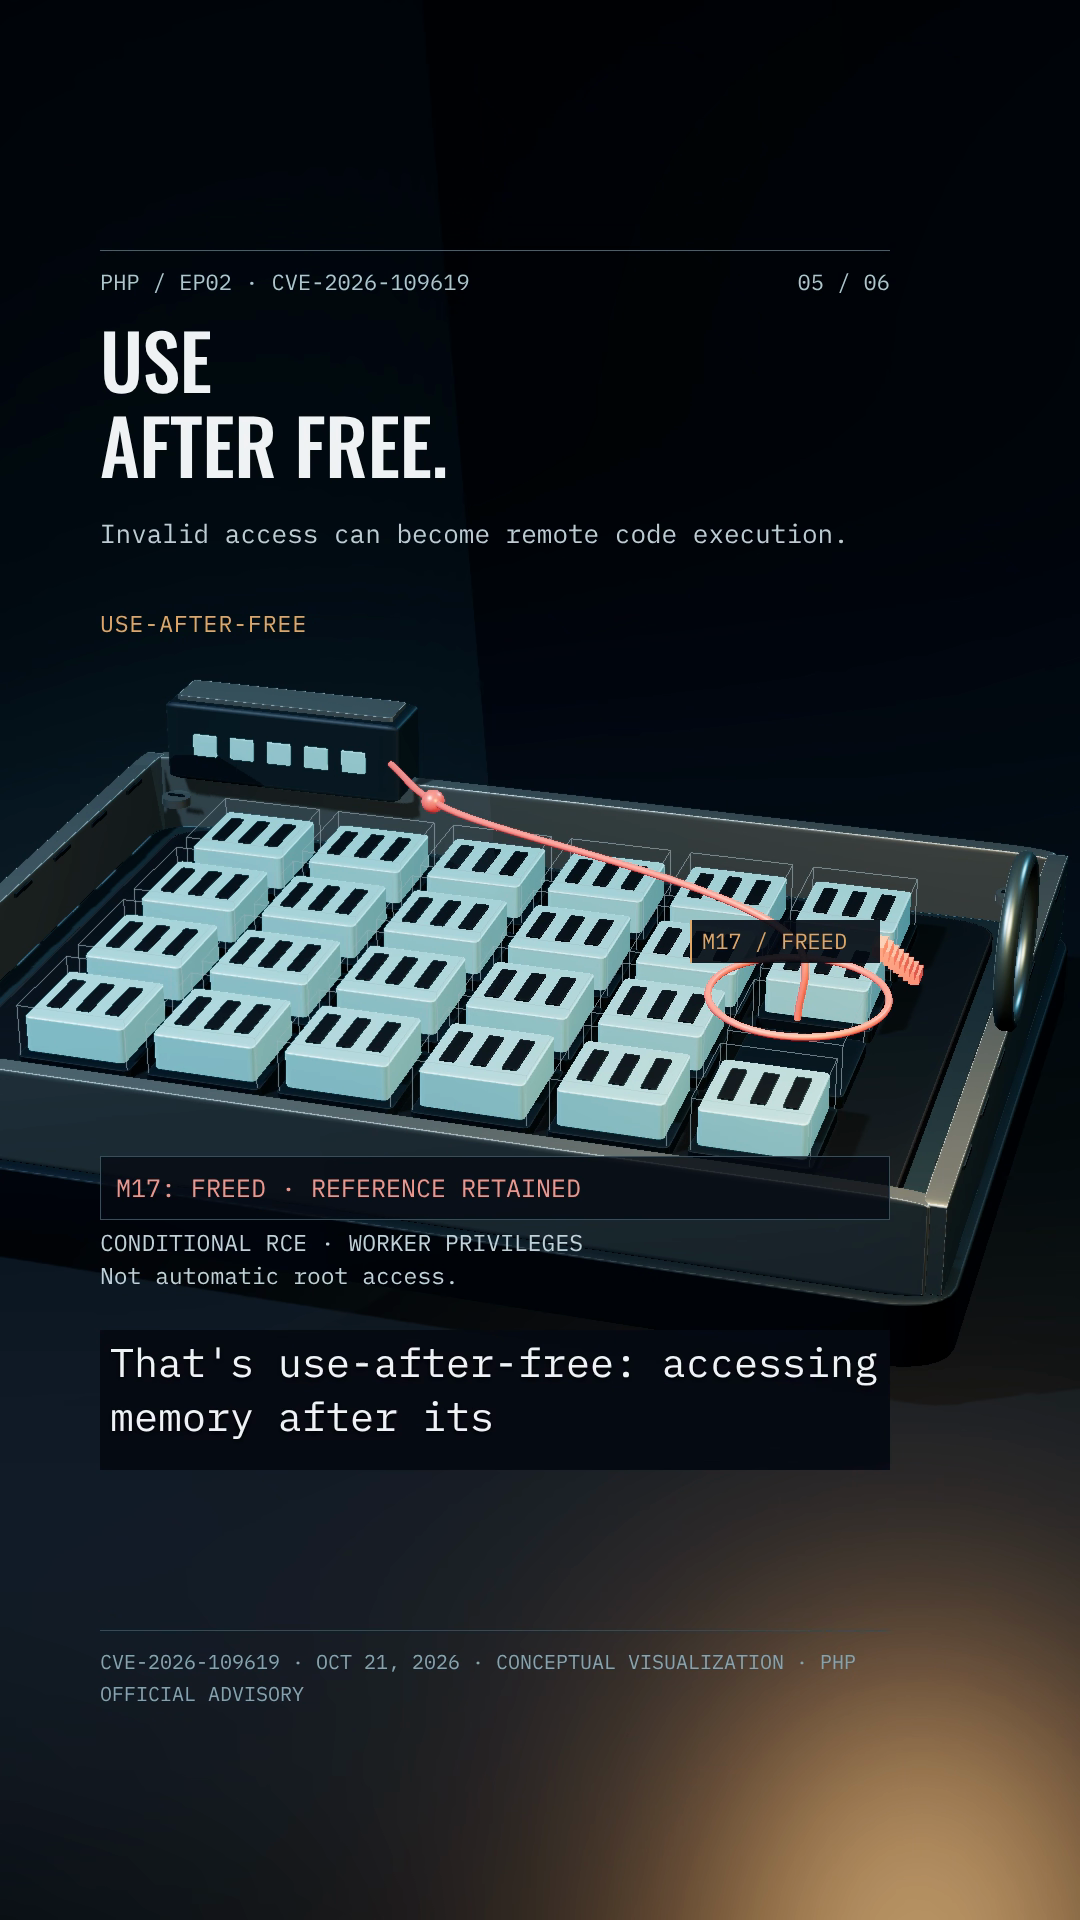 PHP / EP02 · CVE-2026-109619
05 / 06
USE
AFTER FREE.
Invalid access can become remote code execution.
USE-AFTER-FREE
M17 / FREED
M17: FREED · REFERENCE RETAINED
CONDITIONAL RCE · WORKER PRIVILEGES
Not automatic root access.
That's use-after-free: accessing
memory after its
CVE-2026-109619 · OCT 21, 2026 · CONCEPTUAL VISUALIZATION · PHP
OFFICIAL ADVISORY